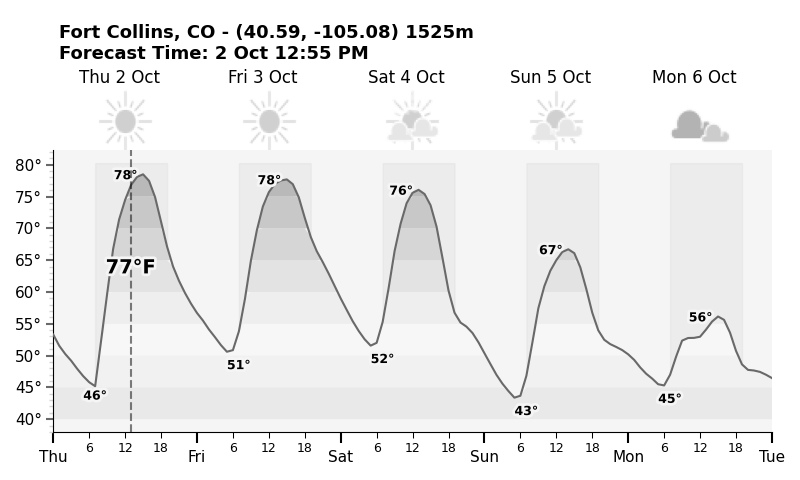 Fort Collins, CO - (40.59, -105.08) 1525m
Forecast Time: 2 Oct 12:55 PM
Thu 2 Oct Fri 3 Oct Sat 4 Oct Sun 5 Oct Mon 6 Oct
80°
78° 78°
75° 76°
70°
67°
65° 77°F
60°
55° 56°
50° 51° 52°
45° 46° 45°
43°
40°
6 12 18 6 12 18 6 12 18 6 12 18 6 12 18
Thu Fri Sat Sun Mon Tue